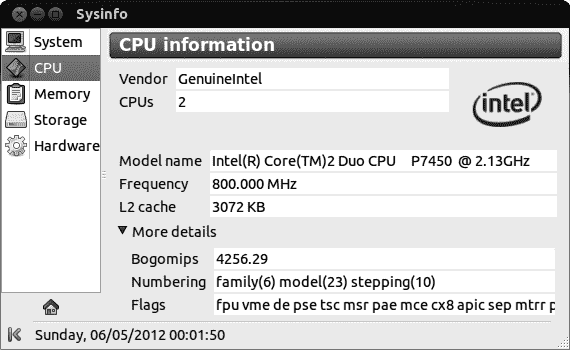 Sysinfo
System
CPU
Memory
Storage
Hardware
CPU information
Vendor GenuineIntel
CPUs 2
intel
Model name Intel(R) Core(TM)2 Duo CPU P7450 @ 2.13GHz
Frequency 800.000 MHz
L2 cache 3072 KB
More details
Bogomips 4256.29
Numbering family(6) model(23) stepping(10)
Flags fpu vme de pse tsc msr pae mce cx8 apic sep mtrr p
Sunday, 06/05/2012 00:01:50